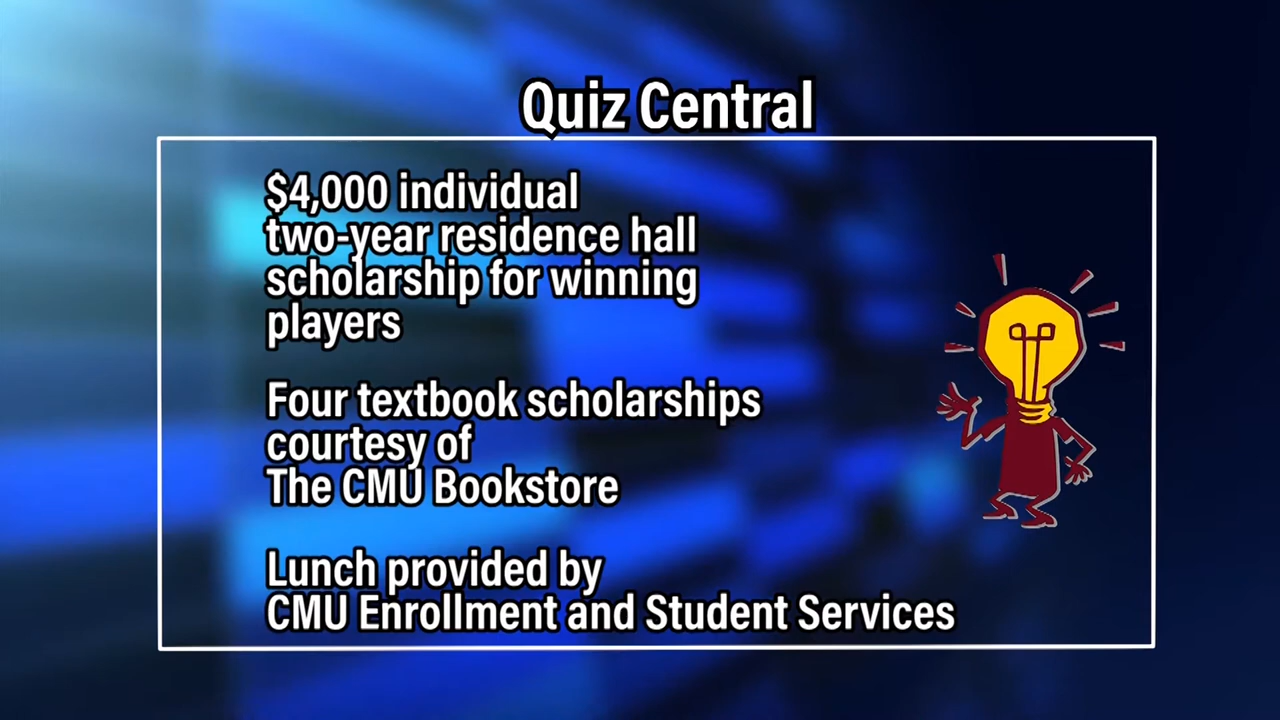 Quiz Central
$4,000 individual
two-year residence hall
scholarship for winning
players
Four textbook scholarships
courtesy of
The CMU Bookstore
Lunch provided by
CMU Enrollment and Student Services